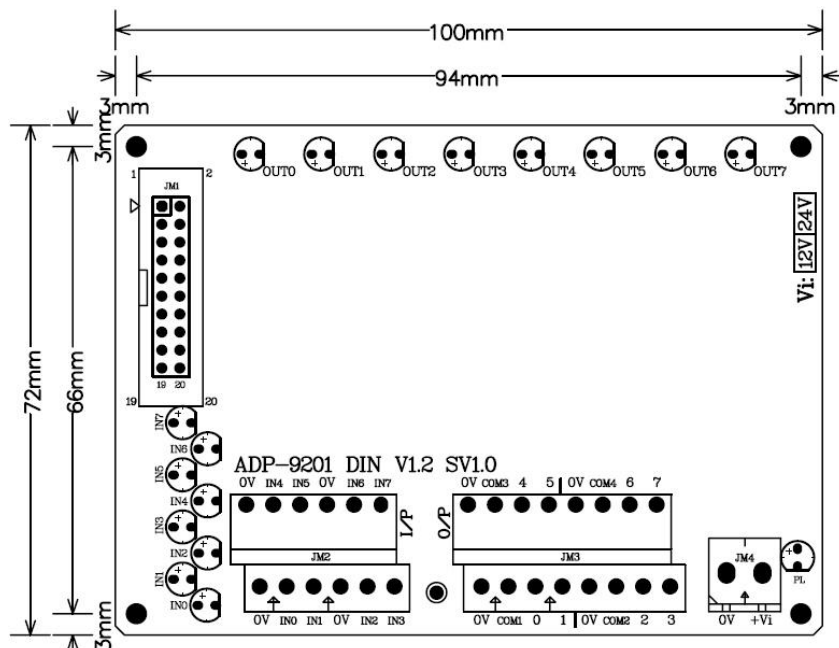 100mm
94mm
3mm
3mm
3mm
OUT0 OUT1 OUT2 OUT3 OUT4 OUT5 OUT6 OUT7
1 2
JM1
Vi: 12V 24V
72mm
66mm
19 20
19 20
IN7
IN6
IN5
IN4
IN3
IN2
IN1
IN0
ADP-9201 DIN V1.2 SV1.0
0V IN4 IN5 0V IN6 IN7
I/P
JM2
0V IN0 IN1 0V IN2 IN3
0V COM3 4 5 0V COM4 6 7
O/P
JM3
0V COM1 0 1 0V COM2 2 3
JM4
PL
0V +Vi
3mm